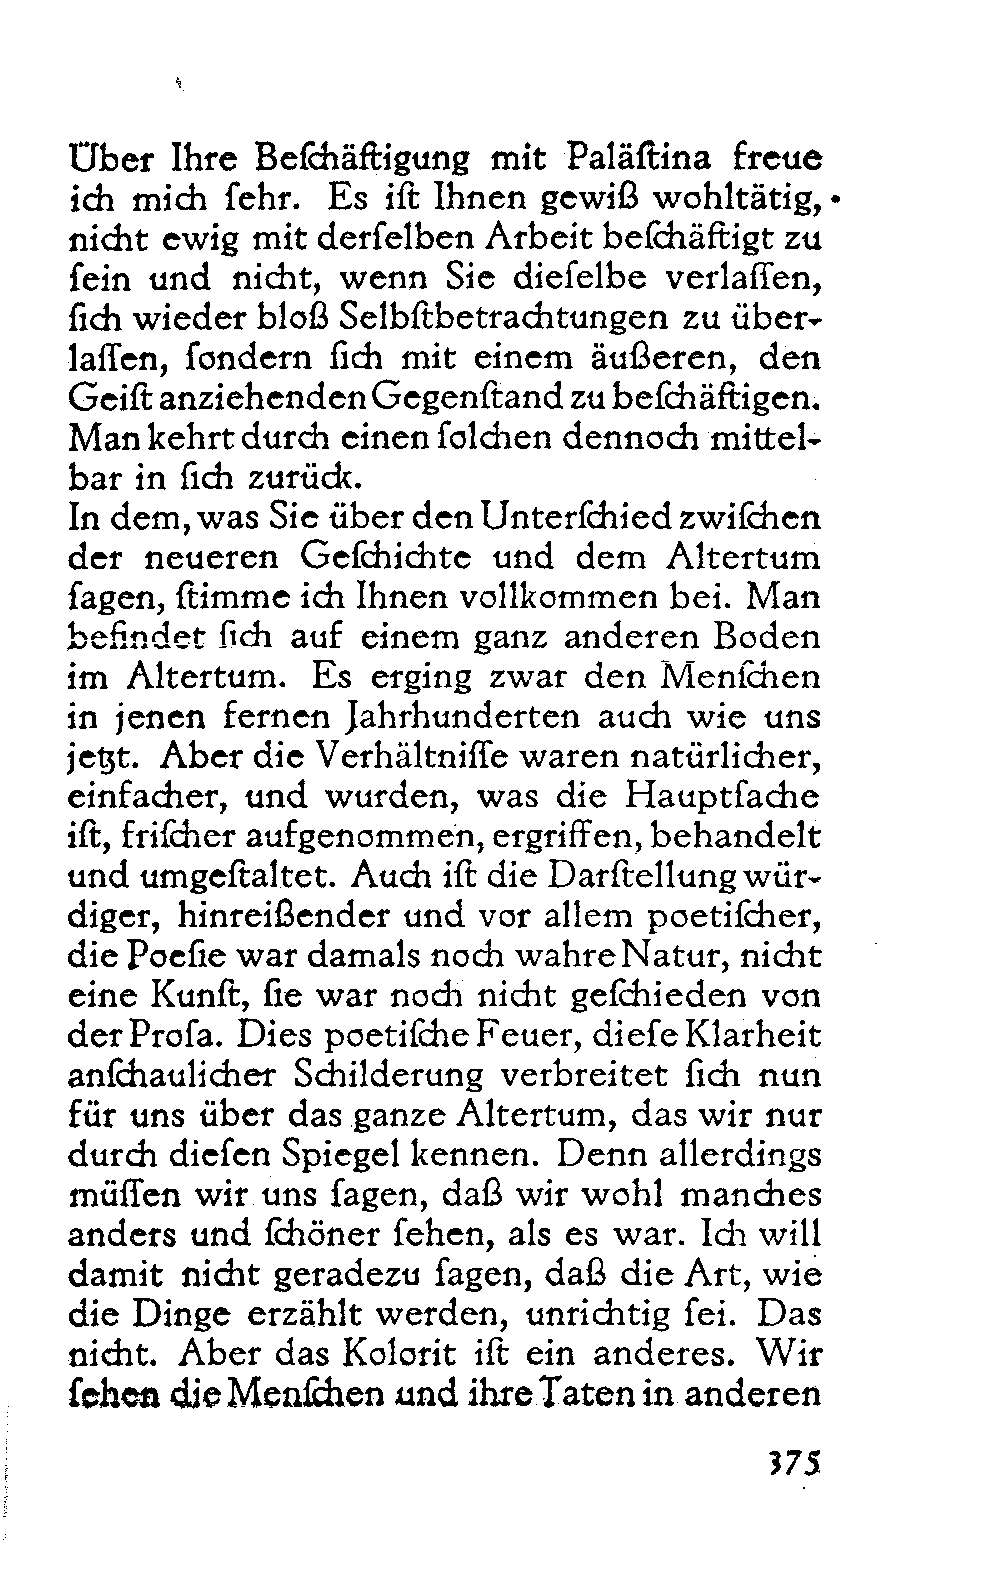 Über Ihre Beſchäftigung mit Paläſtina freue
ich mich ſehr. Es iſt Ihnen gewiß wohltätig,
nicht ewig mit derſelben Arbeit beſchäftigt zu
ſein und nicht, wenn Sie dieſelbe verlaſſen,
ſich wieder bloß Selbſtbetrachtungen zu über-
laſſen, ſondern ſich mit einem äußeren, den
Geiſt anziehenden Gegenſtand zu beſchäftigen.
Man kehrt durch einen ſolchen dennoch mittel-
bar in ſich zurück.
In dem, was Sie über den Unterſchied zwiſchen
der neueren Geſchichte und dem Altertum
ſagen, ſtimme ich Ihnen vollkommen bei. Man
befindet ſich auf einem ganz anderen Boden
im Altertum. Es erging zwar den Menſchen
in jenen fernen Jahrhunderten auch wie uns
jetzt. Aber die Verhältniſſe waren natürlicher,
einfacher, und wurden, was die Hauptſache
iſt, friſcher aufgenommen, ergriffen, behandelt
und umgeſtaltet. Auch iſt die Darſtellung wür-
diger, hinreißender und vor allem poetiſcher,
die Poeſie war damals noch wahre Natur, nicht
eine Kunſt, ſie war noch nicht geſchieden von
der Proſa. Dies poetiſche Feuer, dieſe Klarheit
anſchaulicher Schilderung verbreitet ſich nun
für uns über das ganze Altertum, das wir nur
durch dieſen Spiegel kennen. Denn allerdings
müſſen wir uns ſagen, daß wir wohl manches
anders und ſchöner ſehen, als es war. Ich will
damit nicht geradezu ſagen, daß die Art, wie
die Dinge erzählt werden, unrichtig ſei. Das
nicht. Aber das Kolorit iſt ein anderes. Wir
ſehen die Menſchen und ihre Taten in anderen
375